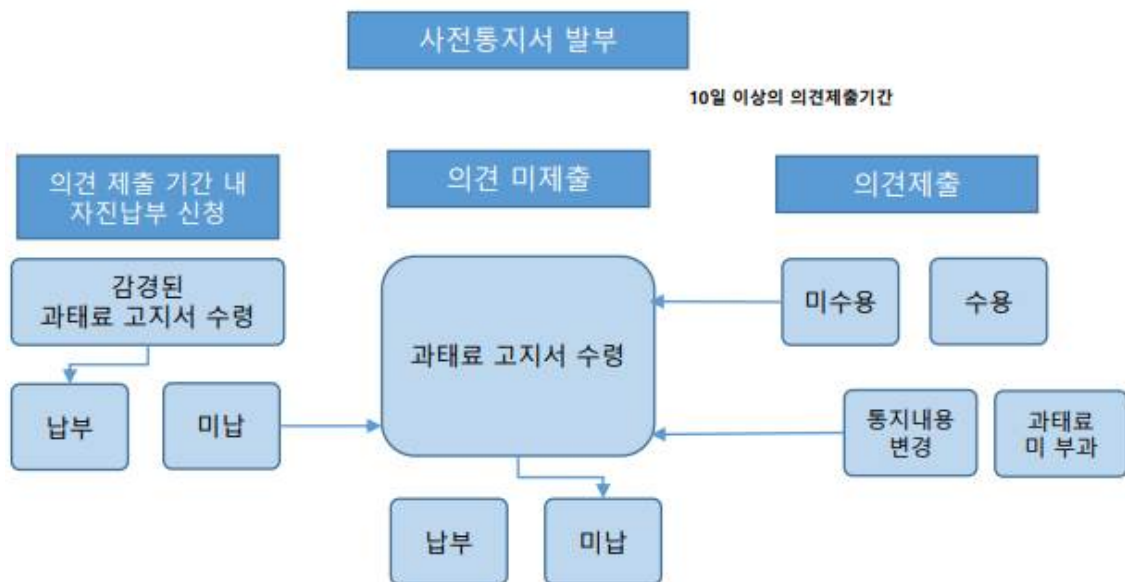 사전통지서 발부
10일 이상의 의견제출기간
의견 제출 기간 내
자진납부 신청
의견 미제출
의견제출
감경된
과태료 고지서 수령
과태료 고지서 수령
미수용
수용
납부
미납
통지내용
변경
과태료
미 부과
납부
미납